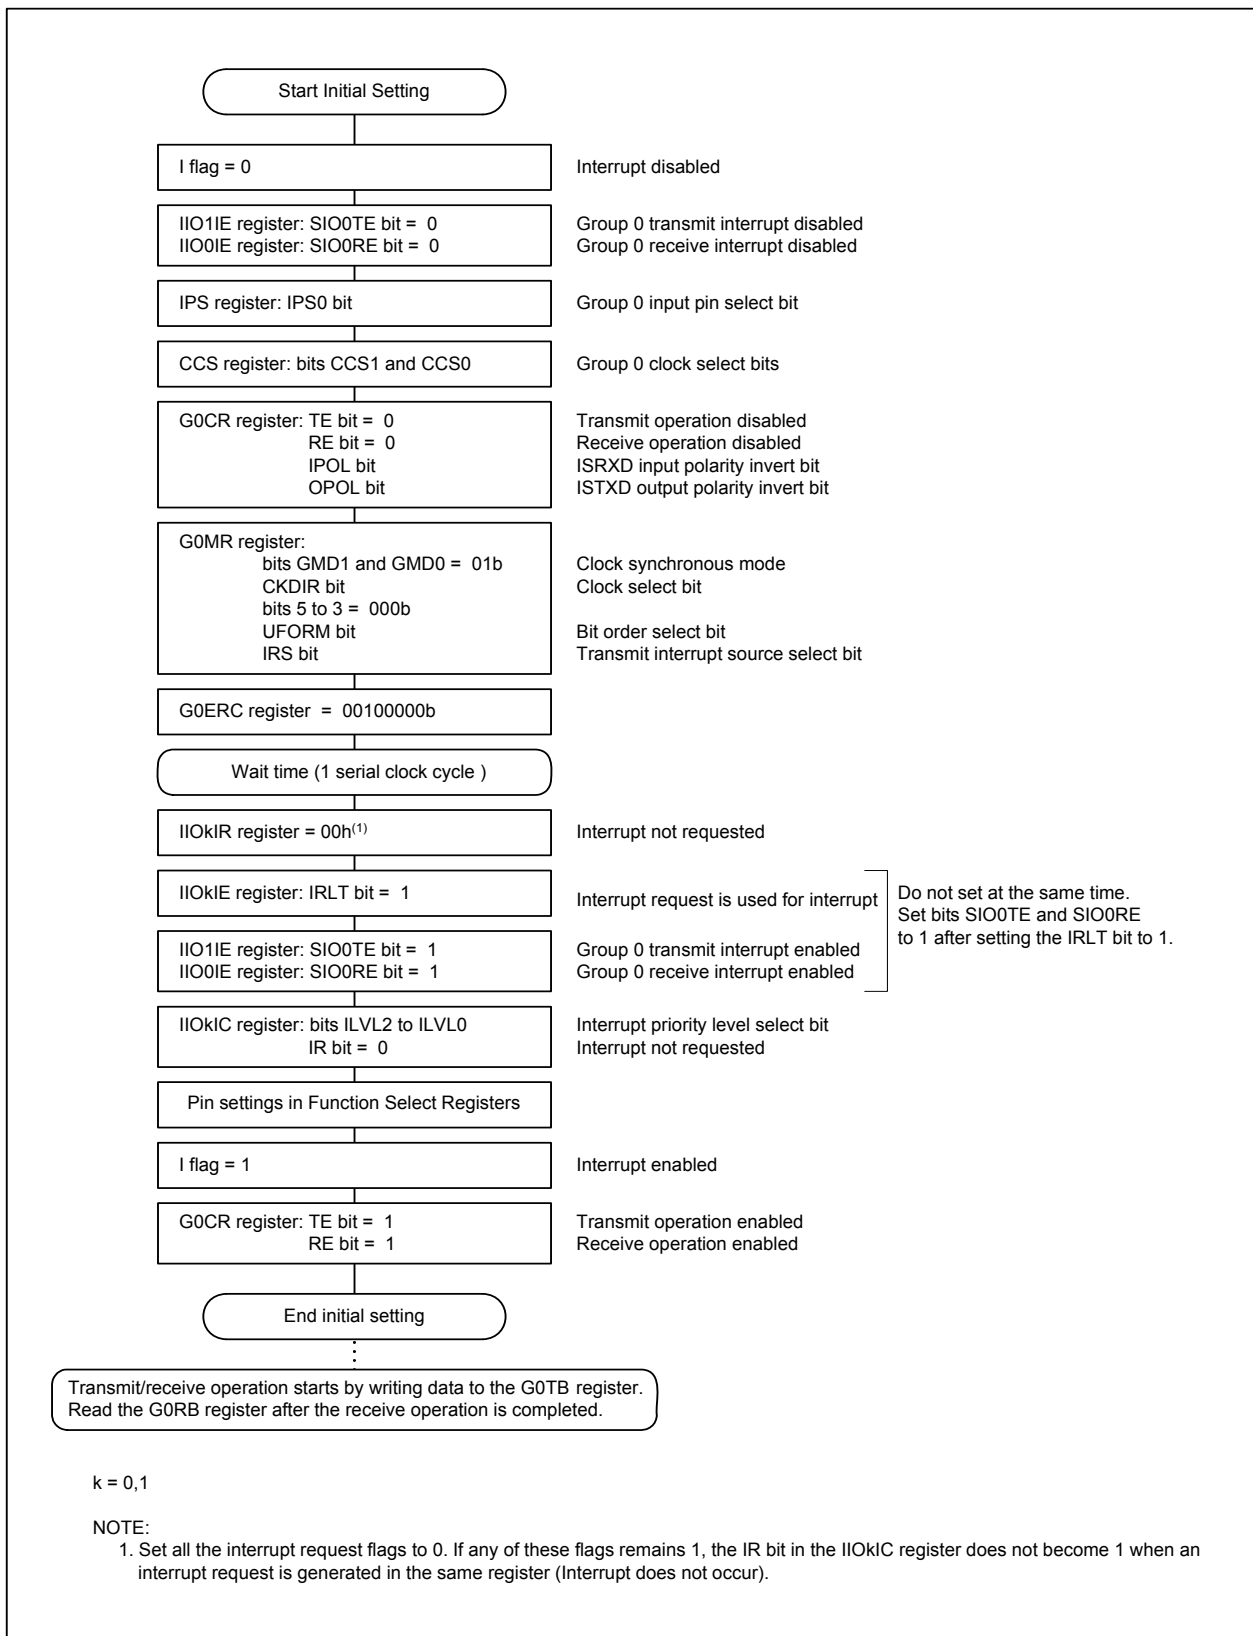 Start Initial Setting
I flag = 0 Interrupt disabled
IIO1IE register: SIO0TE bit = 0 Group 0 transmit interrupt disabled
IIO0IE register: SIO0RE bit = 0 Group 0 receive interrupt disabled
IPS register: IPS0 bit Group 0 input pin select bit
CCS register: bits CCS1 and CCS0 Group 0 clock select bits
G0CR register: TE bit = 0 Transmit operation disabled
RE bit = 0 Receive operation disabled
IPOL bit ISRXD input polarity invert bit
OPOL bit ISTXD output polarity invert bit
G0MR register:
bits GMD1 and GMD0 = 01b Clock synchronous mode
CKDIR bit Clock select bit
bits 5 to 3 = 000b
UFORM bit Bit order select bit
IRS bit Transmit interrupt source select bit
G0ERC register = 00100000b
Wait time (1 serial clock cycle )
IIOkIR register = 00h(1) Interrupt not requested
IIOkIE register: IRLT bit = 1 Interrupt request is used for interrupt
Do not set at the same time.
Set bits SIO0TE and SIO0RE
to 1 after setting the IRLT bit to 1.
IIO1IE register: SIO0TE bit = 1 Group 0 transmit interrupt enabled
IIO0IE register: SIO0RE bit = 1 Group 0 receive interrupt enabled
IIOkIC register: bits ILVL2 to ILVL0 Interrupt priority level select bit
IR bit = 0 Interrupt not requested
Pin settings in Function Select Registers
I flag = 1 Interrupt enabled
G0CR register: TE bit = 1 Transmit operation enabled
RE bit = 1 Receive operation enabled
End initial setting
Transmit/receive operation starts by writing data to the G0TB register.
Read the G0RB register after the receive operation is completed.
k = 0,1
NOTE:
1. Set all the interrupt request flags to 0. If any of these flags remains 1, the IR bit in the IIOkIC register does not become 1 when an
interrupt request is generated in the same register (Interrupt does not occur).